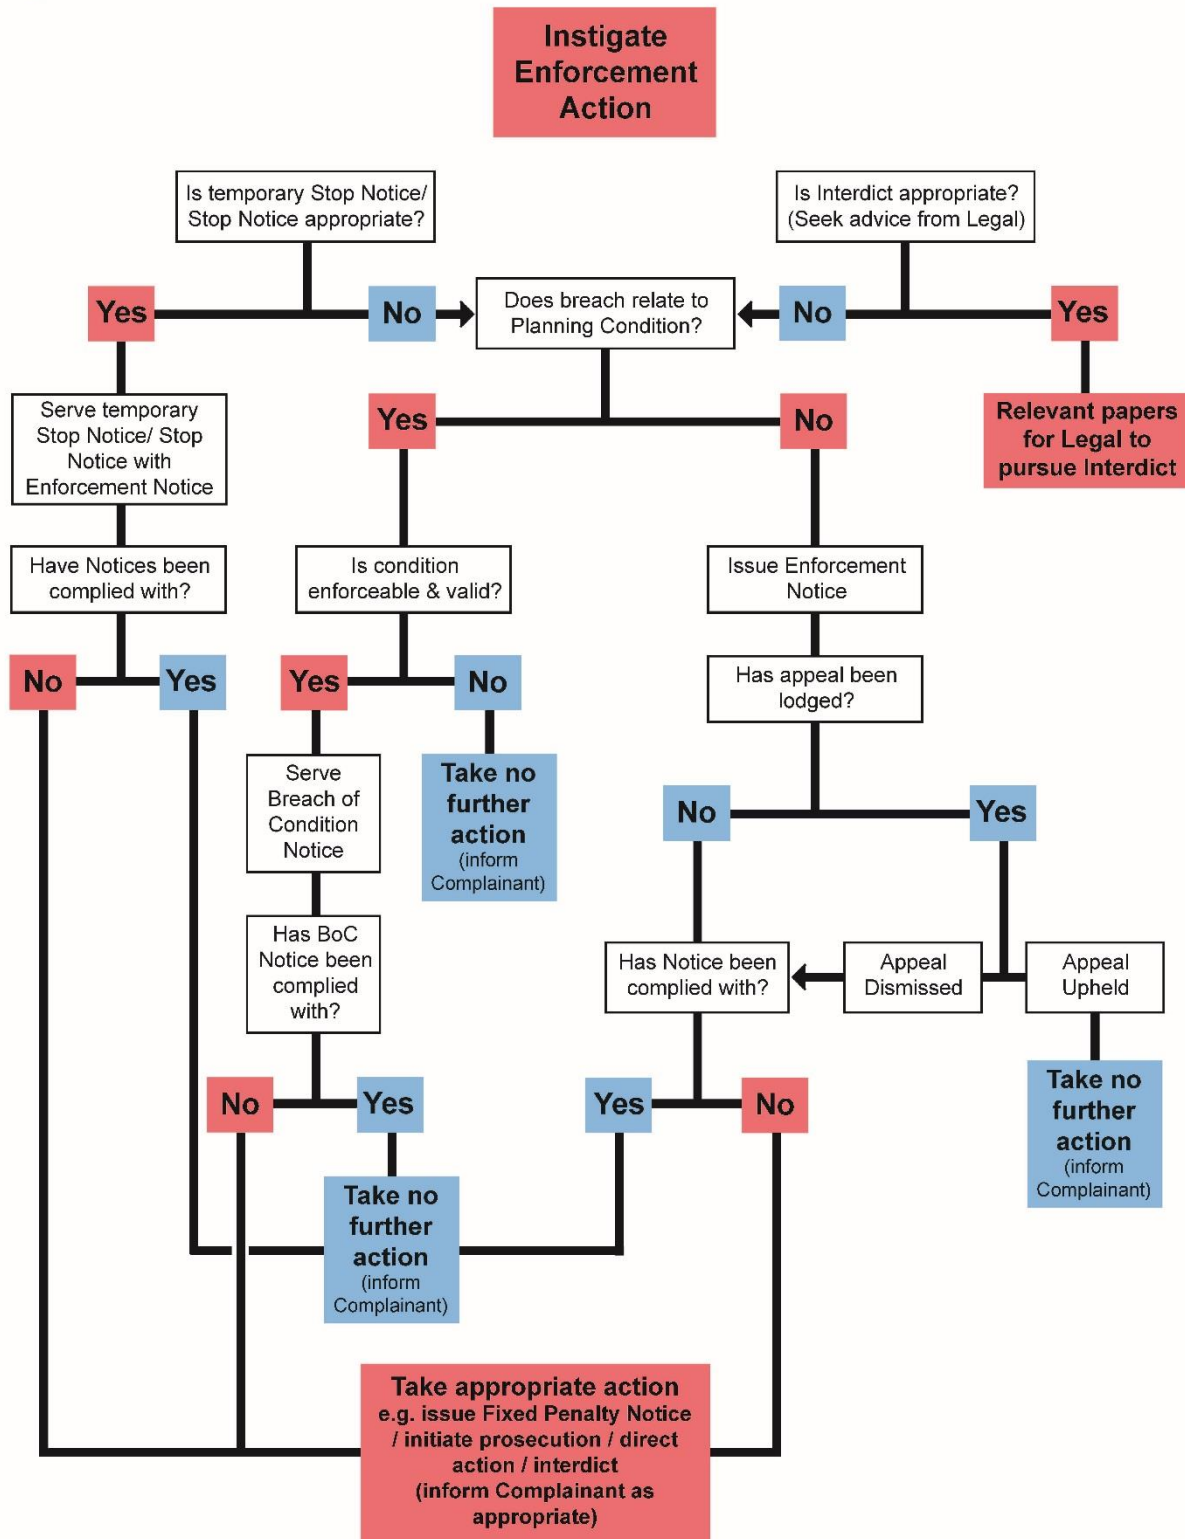 Instigate
Enforcement
Action
Is temporary Stop Notice/
Stop Notice appropriate?
Is Interdict appropriate?
(Seek advice from Legal)
Yes
No
Does breach relate to
Planning Condition?
No
Yes
Serve temporary
Stop Notice/ Stop
Notice with
Enforcement Notice
Yes
No
Relevant papers
for Legal to
pursue Interdict
Have Notices been
complied with?
Is condition
enforceable & valid?
Issue Enforcement
Notice
No
Yes
Yes
No
Has appeal been
lodged?
Serve
Breach of
Condition
Notice
Take no
further
action
(inform
Complainant)
No
Yes
Has BoC
Notice been
complied
with?
Has Notice been
complied with?
Appeal
Dismissed
Appeal
Upheld
No
Yes
Yes
No
Take no
further
action
(inform
Complainant)
Take no
further
action
(inform
Complainant)
Take appropriate action
e.g. issue Fixed Penalty Notice
/ initiate prosecution / direct
action / interdict
(inform Complainant as
appropriate)